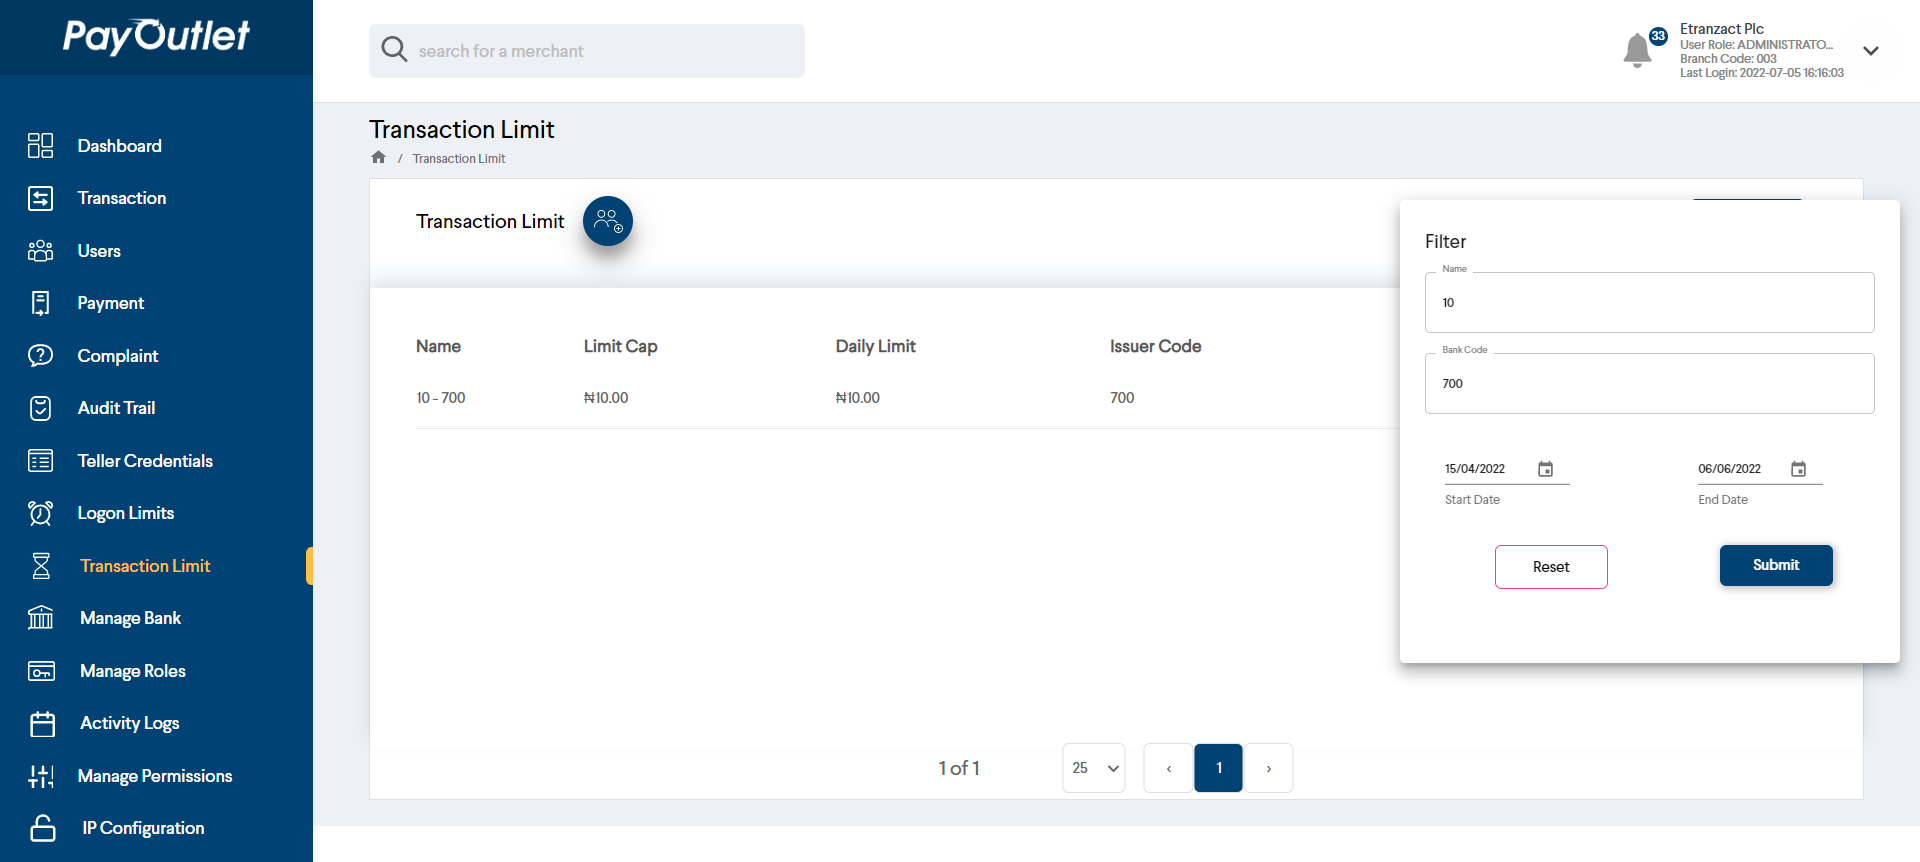 PayOutlet
search for a merchant
33
Etranzact Plc
User Role: ADMINISTRATO...
Branch Code: 003
Last Login: 2022-07-05 16:16:03
Dashboard
Transaction
Users
Payment
Complaint
Audit Trail
Teller Credentials
Logon Limits
Transaction Limit
Manage Bank
Manage Roles
Activity Logs
Manage Permissions
IP Configuration
Transaction Limit
/ Transaction Limit
Transaction Limit
Name Limit Cap Daily Limit Issuer Code
10 - 700 ₦10.00 ₦10.00 700
1 of 1 25 ‹ 1 ›
Filter
Name
10
Bank Code
700
15/04/2022 06/06/2022
Start Date End Date
Reset Submit